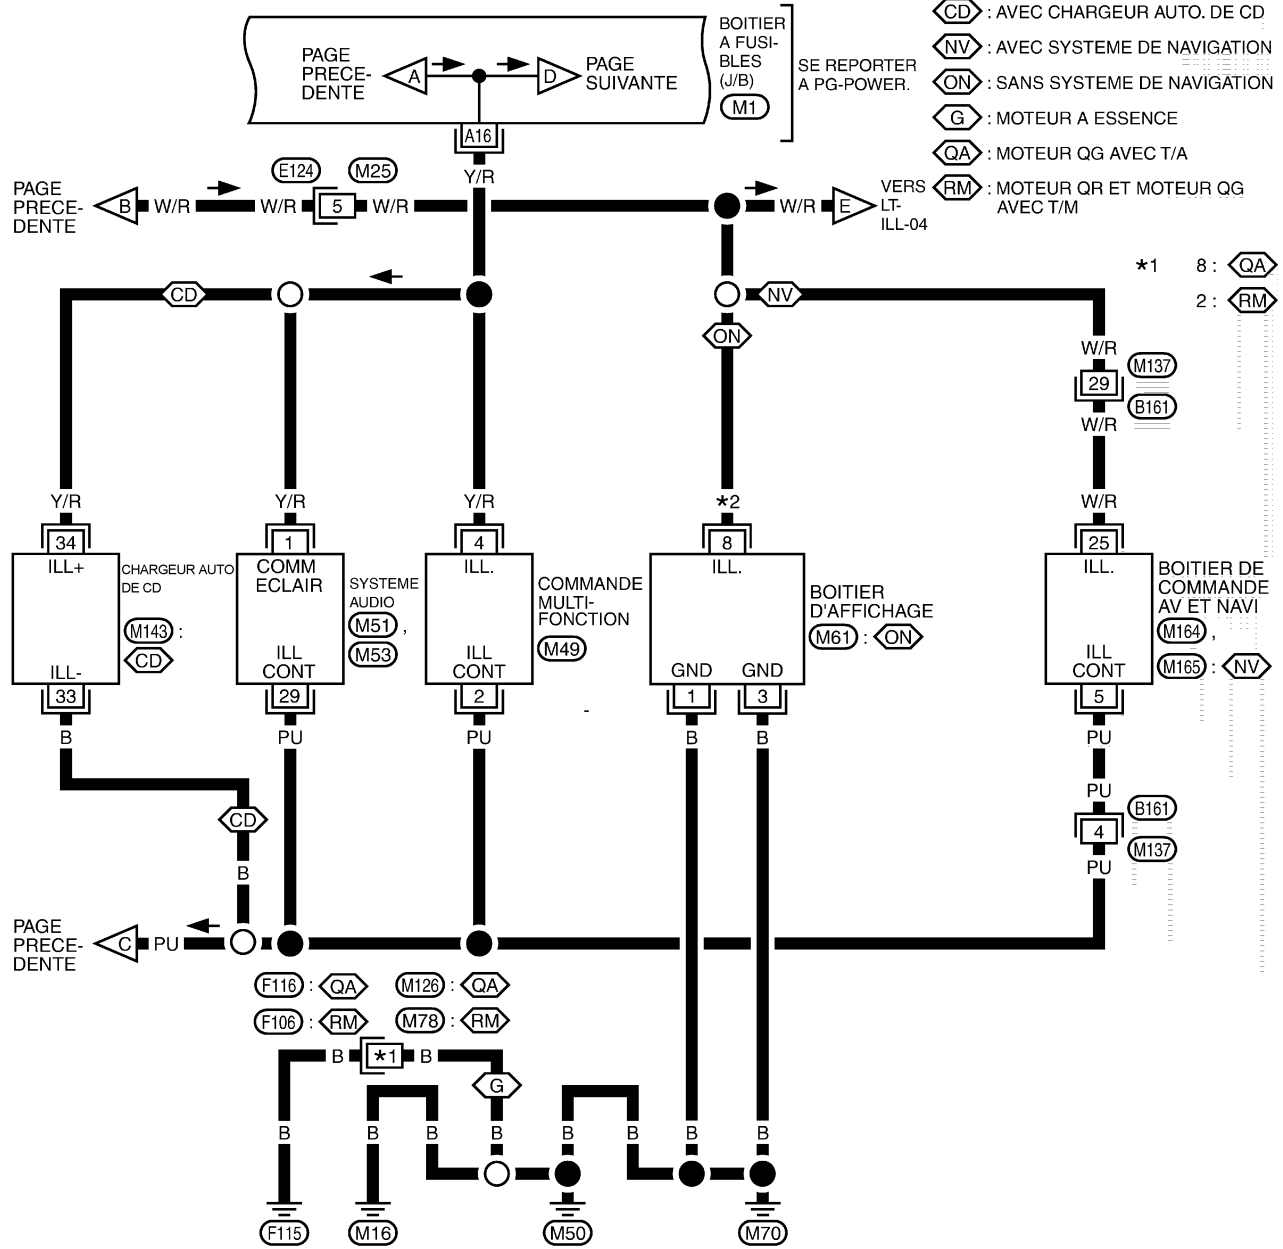 PAGE
PRECE-
DENTE
A
D
PAGE
SUIVANTE
BOITIER
A FUSI-
BLES
(J/B)
M1
SE REPORTER
A PG-POWER.
CD : AVEC CHARGEUR AUTO. DE CD
NV : AVEC SYSTEME DE NAVIGATION
ON : SANS SYSTEME DE NAVIGATION
G : MOTEUR A ESSENCE
QA : MOTEUR QG AVEC T/A
RM : MOTEUR QR ET MOTEUR QG
AVEC T/M
*1 8 : QA
2 : RM
A16
Y/R
E124 M25
PAGE
PRECE-
DENTE
B W/R W/R 5 W/R W/R E
VERS
LT-
ILL-04
CD NV
ON
W/R
M137
29
B161
W/R
Y/R Y/R Y/R *2 W/R
34 1 4 8 25
ILL+
ILL-
CHARGEUR AUTO
DE CD
M143 :
CD
COMM
ECLAIR
ILL
CONT
SYSTEME
AUDIO
M51 ,
M53
ILL.
ILL
CONT
COMMANDE
MULTI-
FONCTION
M49
ILL.
GND GND
BOITIER
D'AFFICHAGE
M61 : ON
ILL.
ILL
CONT
BOITIER DE
COMMANDE
AV ET NAVI
M164 ,
M165 : NV
33 29 2 1 3 5
B PU PU B B PU
CD
B
PU
B161
4
M137
PU
PAGE
PRECE-
DENTE
C PU
F116 : QA M126 : QA
F106 : RM M78 : RM
B *1 B
G
B B B B B B B B
F115 M16 M50 M70